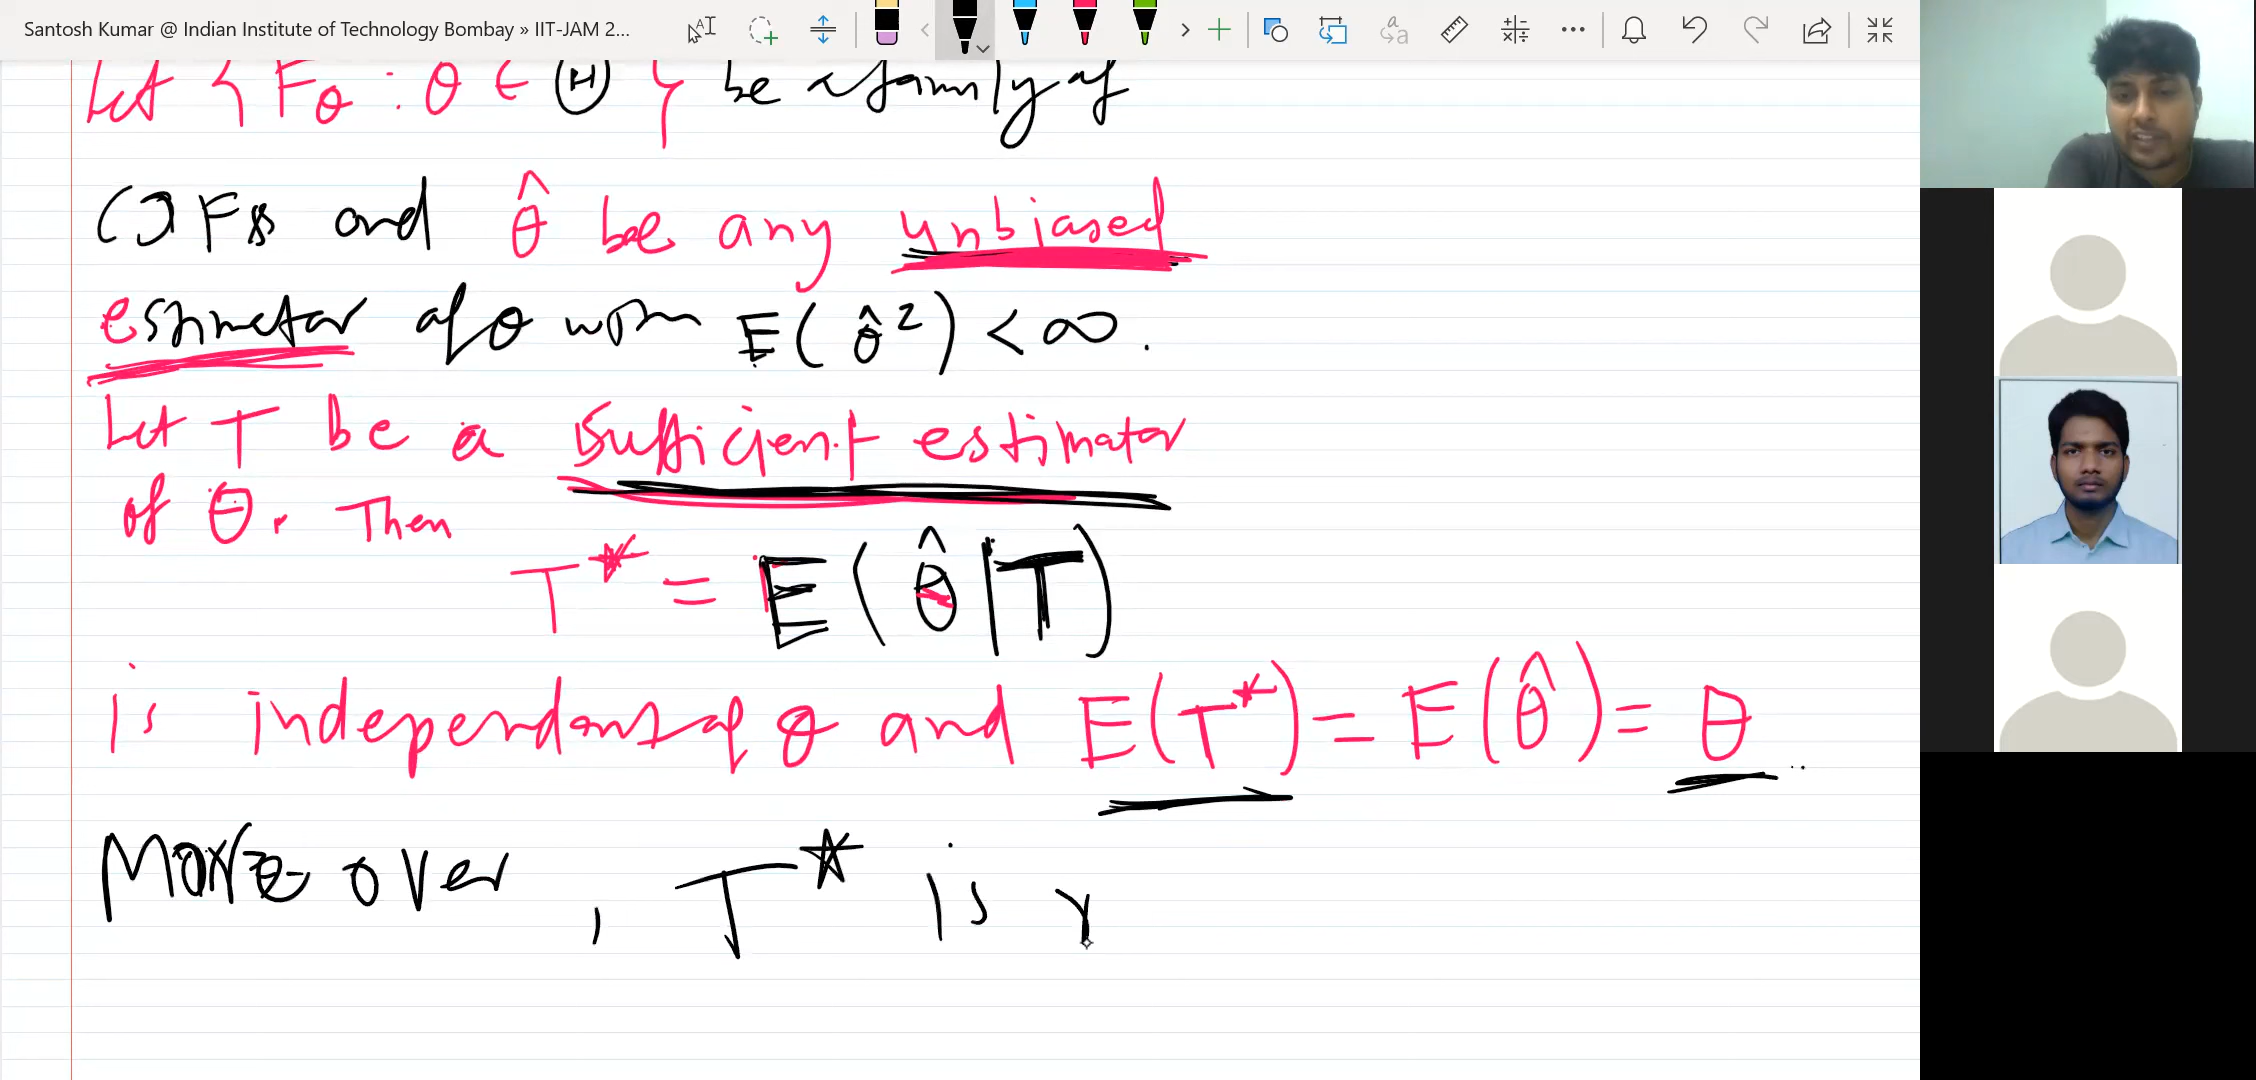 Santosh Kumar @ Indian Institute of Technology Bombay » IIT-JAM 2...
Let { Fθ : θ ∈ Θ } be a family of
CDFs and θ̂ be any unbiased
estimator of θ with E(θ̂²) < ∞.
Let T be a sufficient estimator
of θ. Then
T* = E(θ̂|T)
is independent of θ and E(T*) = E(θ̂) = θ
Moreover, T* is